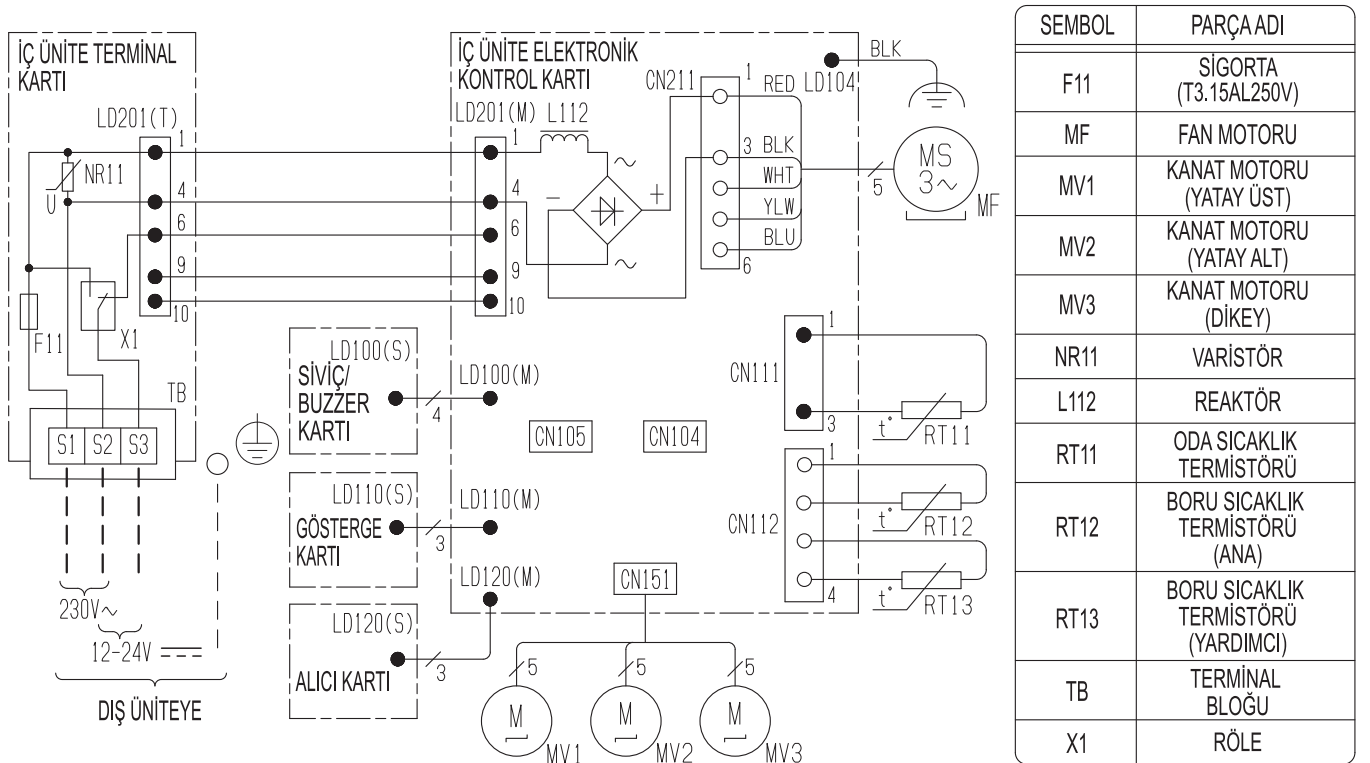 İÇ ÜNİTE TERMİNAL
KARTI
LD201(T)
1
4
6
9
10
NR11
U
F11
X1
TB
S1 S2 S3
230V~
12-24V
DIŞ ÜNİTEYE
İÇ ÜNİTE ELEKTRONİK
KONTROL KARTI
LD201(M)
L112
1
4
6
9
10
~
-
+
~
CN211
1
3
6
RED
BLK
WHT
YLW
BLU
LD104
BLK
5
MS
3~
MF
LD100(S)
SİVİÇ/
BUZZER
KARTI
4
LD100(M)
LD110(S)
GÖSTERGE
KARTI
3
LD110(M)
LD120(S)
ALICI KARTI
3
LD120(M)
CN105
CN104
CN151
CN111
1
3
t°
RT11
CN112
1
4
t°
RT12
t°
RT13
5
5
5
M
M
M
MV1
MV2
MV3
SEMBOL PARÇA ADI
F11 SİGORTA
(T3.15AL250V)
MF FAN MOTORU
MV1 KANAT MOTORU
(YATAY ÜST)
MV2 KANAT MOTORU
(YATAY ALT)
MV3 KANAT MOTORU
(DİKEY)
NR11 VARİSTÖR
L112 REAKTÖR
RT11 ODA SICAKLIK
TERMİSTÖRÜ
RT12 BORU SICAKLIK
TERMİSTÖRÜ
(ANA)
RT13 BORU SICAKLIK
TERMİSTÖRÜ
(YARDIMCI)
TB TERMİNAL
BLOĞU
X1 RÖLE